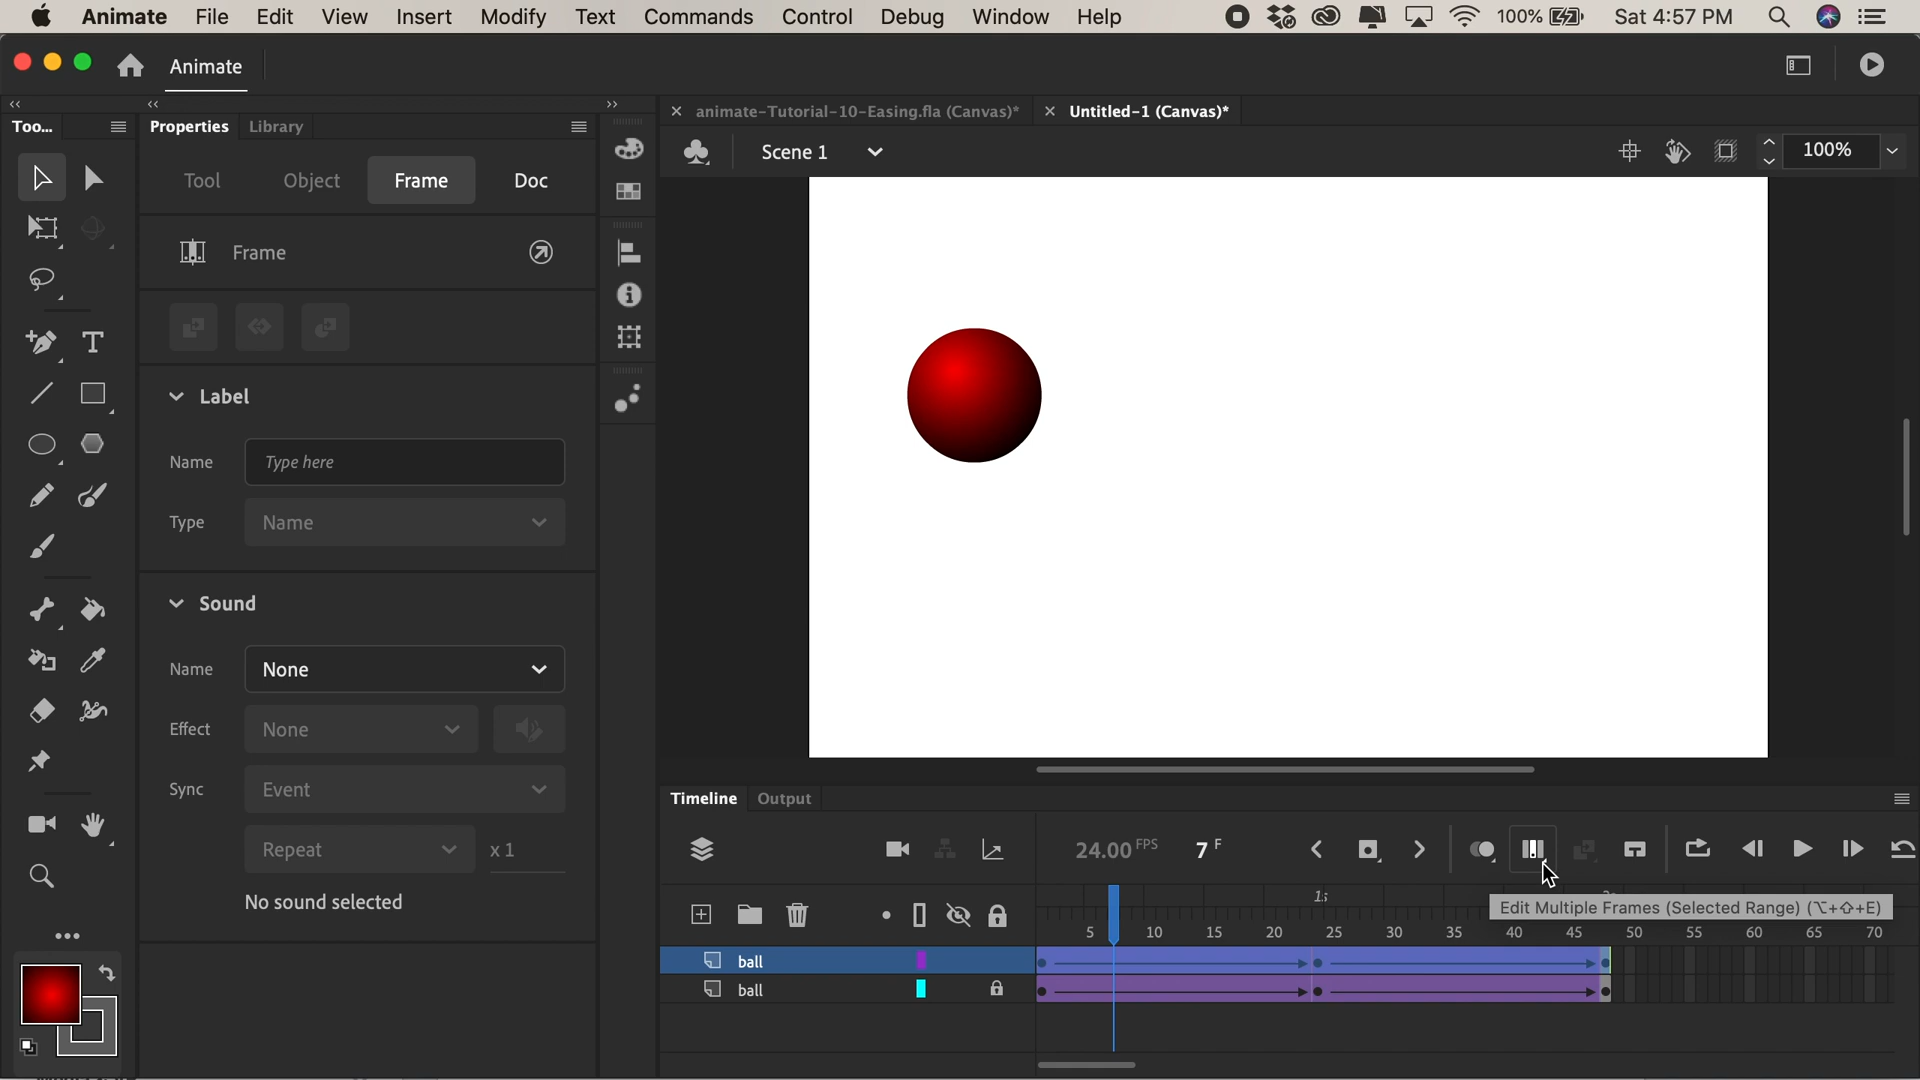 Animate File Edit View Insert Modify Text Commands Control Debug Window Help 100% Sat 4:57 PM
Animate
Too... Properties Library × animate-Tutorial-10-Easing.fla (Canvas)* × Untitled-1 (Canvas)*
Tool Object Frame Doc
Scene 1 100%
Frame
Label
Name Type here
Type Name
Sound
Name None
Effect None
Sync Event
Repeat x 1
No sound selected
Timeline Output
24.00 FPS 7 F
1s
Edit Multiple Frames (Selected Range) (⌥+⇧+E)
5 10 15 20 25 30 35 40 45 50 55 60 65 70
ball
ball